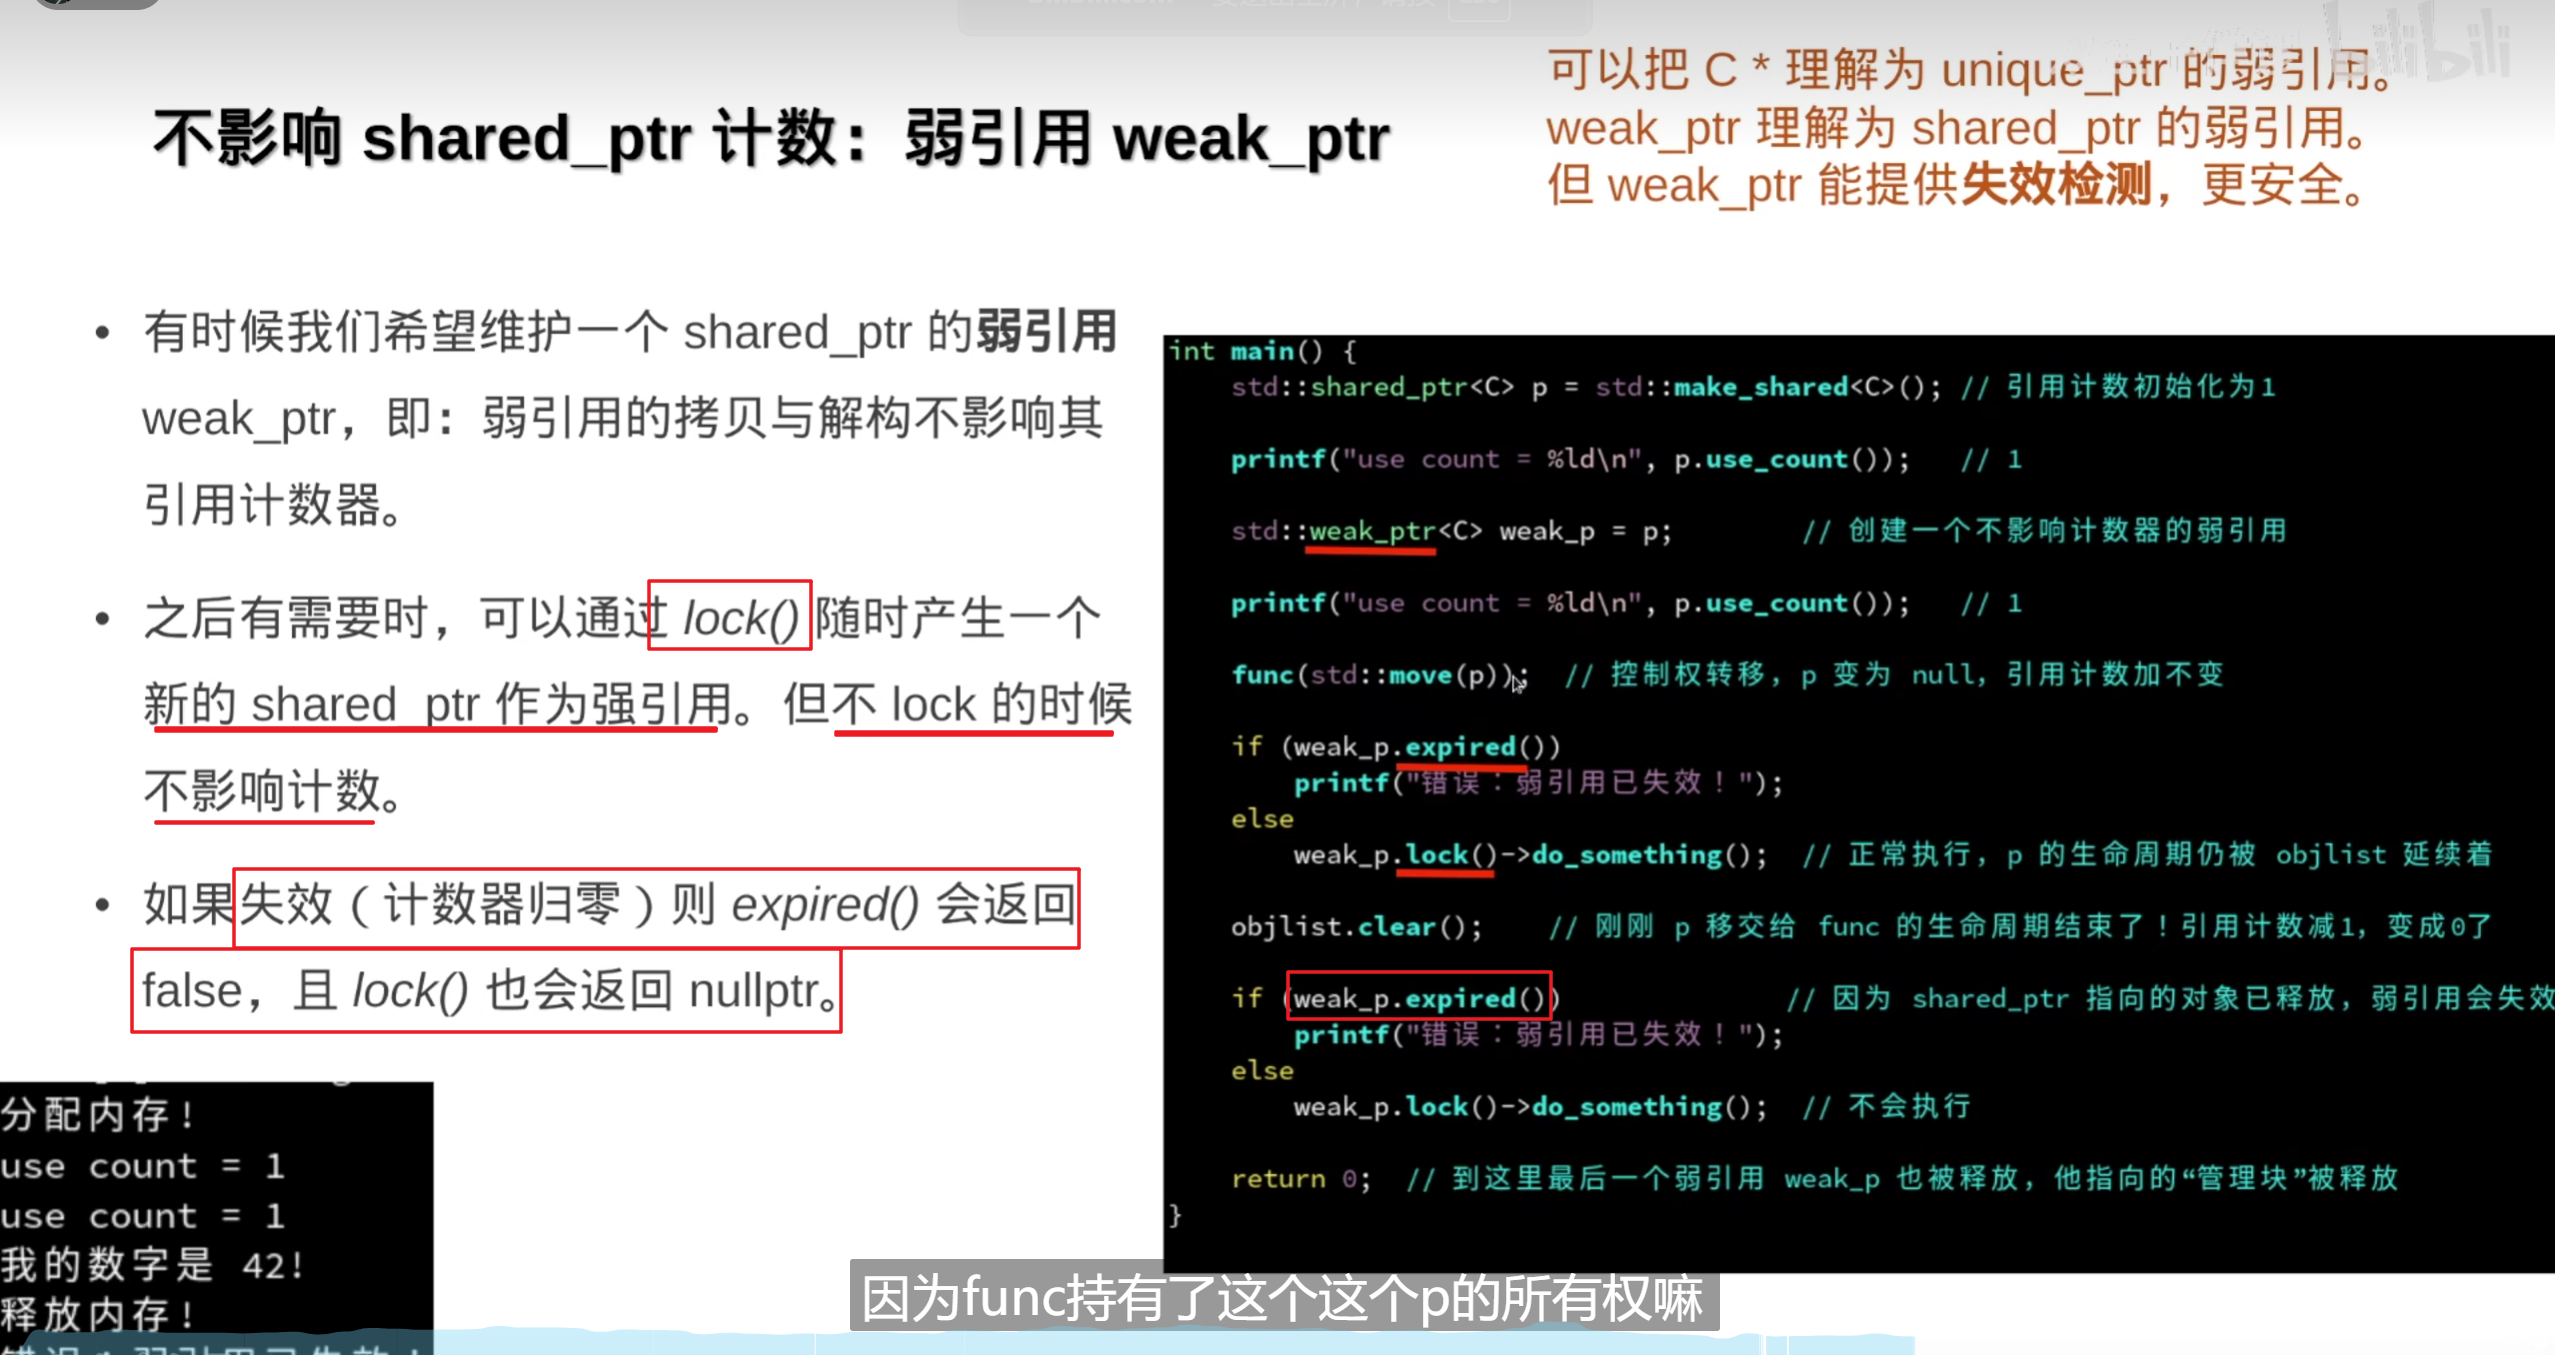 可以把 C * 理解为 unique_ptr 的弱引用。
weak_ptr 理解为 shared_ptr 的弱引用。
但 weak_ptr 能提供失效检测，更安全。
bilibili
不影响 shared_ptr 计数：弱引用 weak_ptr
• 有时候我们希望维护一个 shared_ptr 的弱引用
weak_ptr，即：弱引用的拷贝与解构不影响其
引用计数器。
• 之后有需要时，可以通过 lock() 随时产生一个
新的 shared_ptr 作为强引用。但不 lock 的时候
不影响计数。
• 如果失效（计数器归零）则 expired() 会返回
false，且 lock() 也会返回 nullptr。
int main() {
std::shared_ptr<C> p = std::make_shared<C>(); // 引用计数初始化为1
printf("use count = %ld\n", p.use_count()); // 1
std::weak_ptr<C> weak_p = p; // 创建一个不影响计数器的弱引用
printf("use count = %ld\n", p.use_count()); // 1
func(std::move(p)); // 控制权转移，p 变为 null，引用计数加不变
if (weak_p.expired())
printf("错误：弱引用已失效！");
else
weak_p.lock()->do_something(); // 正常执行，p 的生命周期仍被 objlist 延续着
objlist.clear(); // 刚刚 p 移交给 func 的生命周期结束了！引用计数减1，变成0了
if (weak_p.expired()) // 因为 shared_ptr 指向的对象已释放，弱引用会失效
printf("错误：弱引用已失效！");
else
weak_p.lock()->do_something(); // 不会执行
return 0; // 到这里最后一个弱引用 weak_p 也被释放，他指向的“管理块”被释放
}
分配内存！
use count = 1
use count = 1
我的数字是 42!
释放内存！
因为func持有了这个这个p的所有权嘛